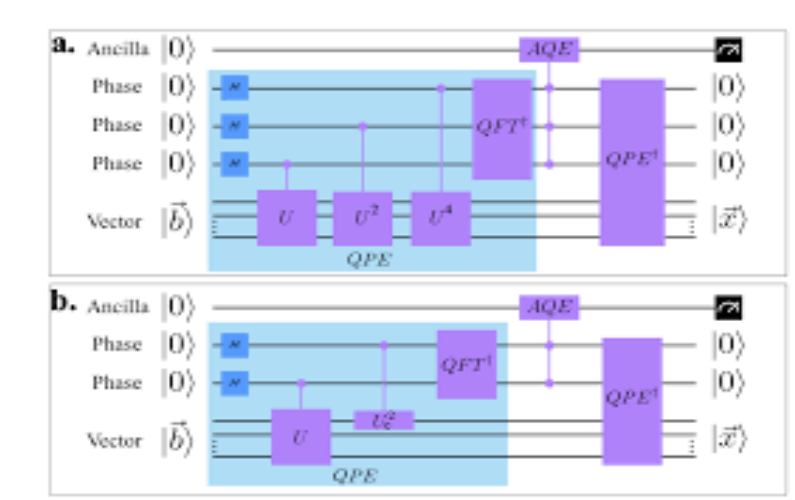 a. Ancilla |0⟩ AQE
Phase |0⟩ H |0⟩
Phase |0⟩ H QFT† QPE† |0⟩
Phase |0⟩ H |0⟩
Vector |b⃗⟩ U U² U⁴ |x⃗⟩
QPE
b. Ancilla |0⟩ AQE
Phase |0⟩ H QFT† |0⟩
Phase |0⟩ H QPE† |0⟩
Vector |b⃗⟩ U U²c |x⃗⟩
QPE